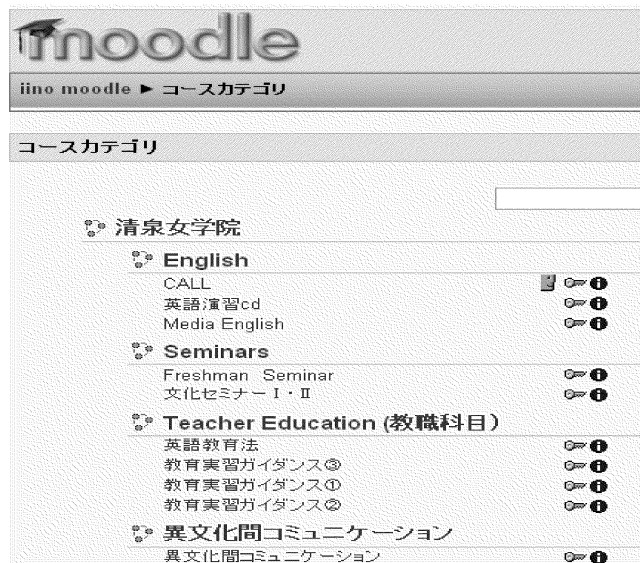 moodle
iino moodle ► コースカテゴリ
コースカテゴリ
清泉女学院
English
CALL
英語演習cd
Media English
Seminars
Freshman Seminar
文化セミナーⅠ・Ⅱ
Teacher Education (教職科目)
英語教育法
教育実習ガイダンス③
教育実習ガイダンス①
教育実習ガイダンス②
異文化間コミュニケーション
異文化間コミュニケーション